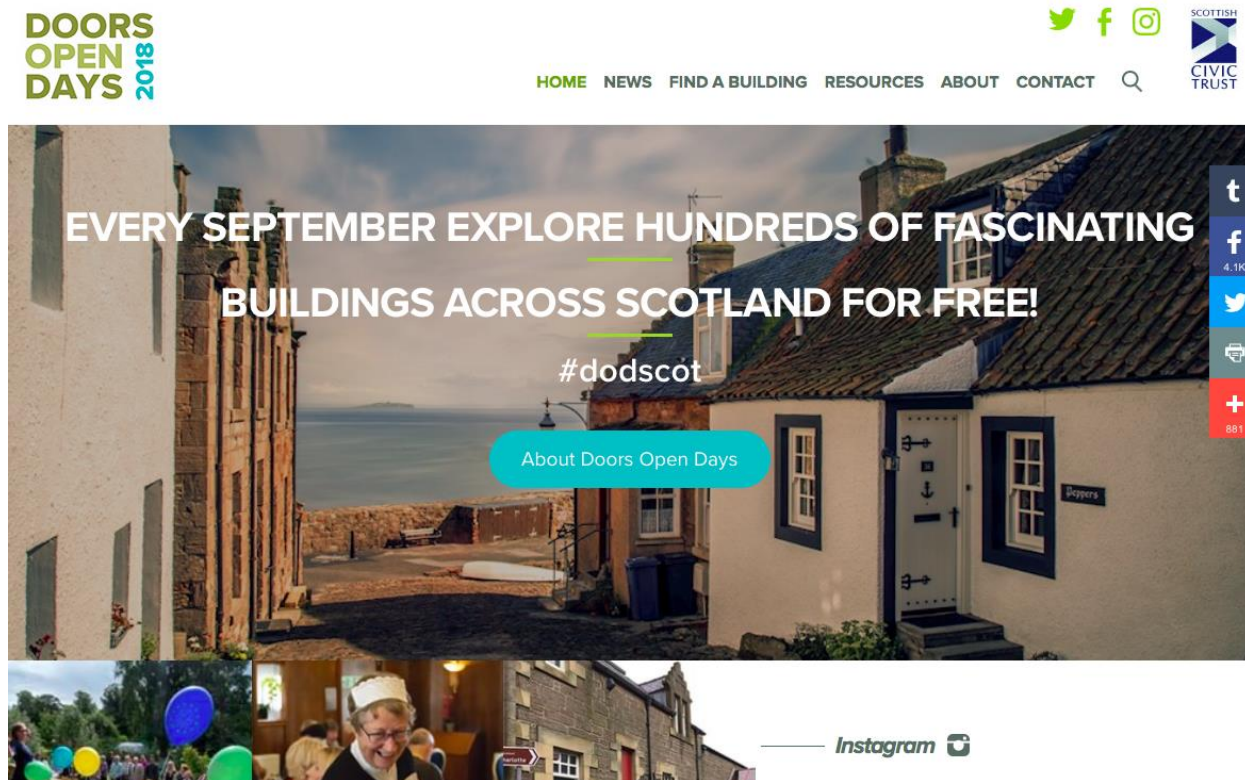 DOORS
OPEN
DAYS 2018
SCOTTISH
CIVIC
TRUST
HOME NEWS FIND A BUILDING RESOURCES ABOUT CONTACT
EVERY SEPTEMBER EXPLORE HUNDREDS OF FASCINATING
BUILDINGS ACROSS SCOTLAND FOR FREE!
#dodscot
About Doors Open Days
4.1K
881
Peppers
Instagram